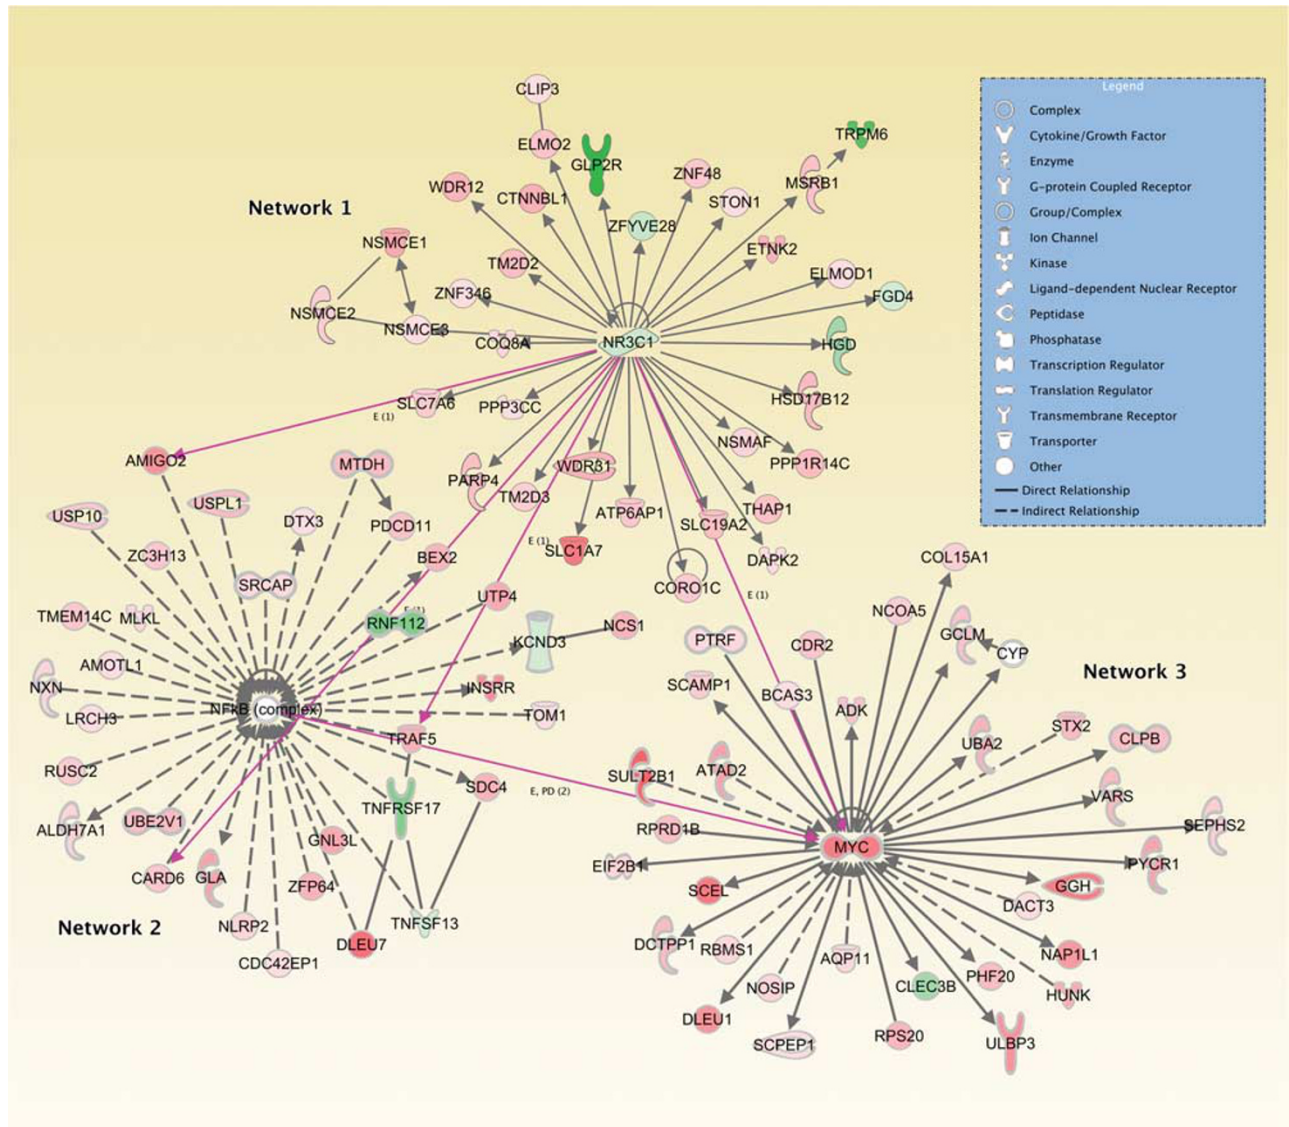 CLIP3
Legend
Complex
TRPM6
Cytokine/Growth Factor
ELMO2
GLP2R
Enzyme
ZNF48
MSRB1
G-protein Coupled Receptor
WDR12
CTNNBL1
STON1
Network 1
Group/Complex
ZFYVE28
Ion Channel
NSMCE1
ETNK2
TM2D2
Kinase
ELMOD1
ZNF346
FGD4
Ligand-dependent Nuclear Receptor
NSMCE2
Peptidase
NSMCE3
COQ8A
NR3C1
HGD
Phosphatase
Transcription Regulator
Translation Regulator
SLC7A6
PPP3CC
HSD17B12
E (1)
Transmembrane Receptor
NSMAF
Transporter
AMIGO2
MTDH
WDR31
PPP1R14C
Other
PARP4
Direct Relationship
USPL1
TM2D3
ATP6AP1
THAP1
Indirect Relationship
USP10
DTX3
PDCD11
SLC19A2
E (1)
SLC1A7
ZC3H13
BEX2
DAPK2
COL15A1
SRCAP
CORO1C
UTP4
E (1)
TMEM14C
MLKL
RNF112
NCS1
NCOA5
KCND3
PTRF
CDR2
GCLM
CYP
AMOTL1
Network 3
NXN
INSRR
SCAMP1
BCAS3
LRCH3
NFkB (complex)
TOM1
ADK
STX2
TRAF5
UBA2
CLPB
RUSC2
SULT2B1
ATAD2
SDC4
E, PD (2)
VARS
TNFRSF17
ALDH7A1
UBE2V1
RPRD1B
SEPHS2
GNL3L
MYC
EIF2B1
PYCR1
CARD6
GLA
ZFP64
SCEL
GGH
DACT3
Network 2
NLRP2
TNFSF13
DLEU7
DCTPP1
RBMS1
NAP1L1
CDC42EP1
AQP11
NOSIP
CLEC3B
PHF20
HUNK
DLEU1
SCPEP1
RPS20
ULBP3